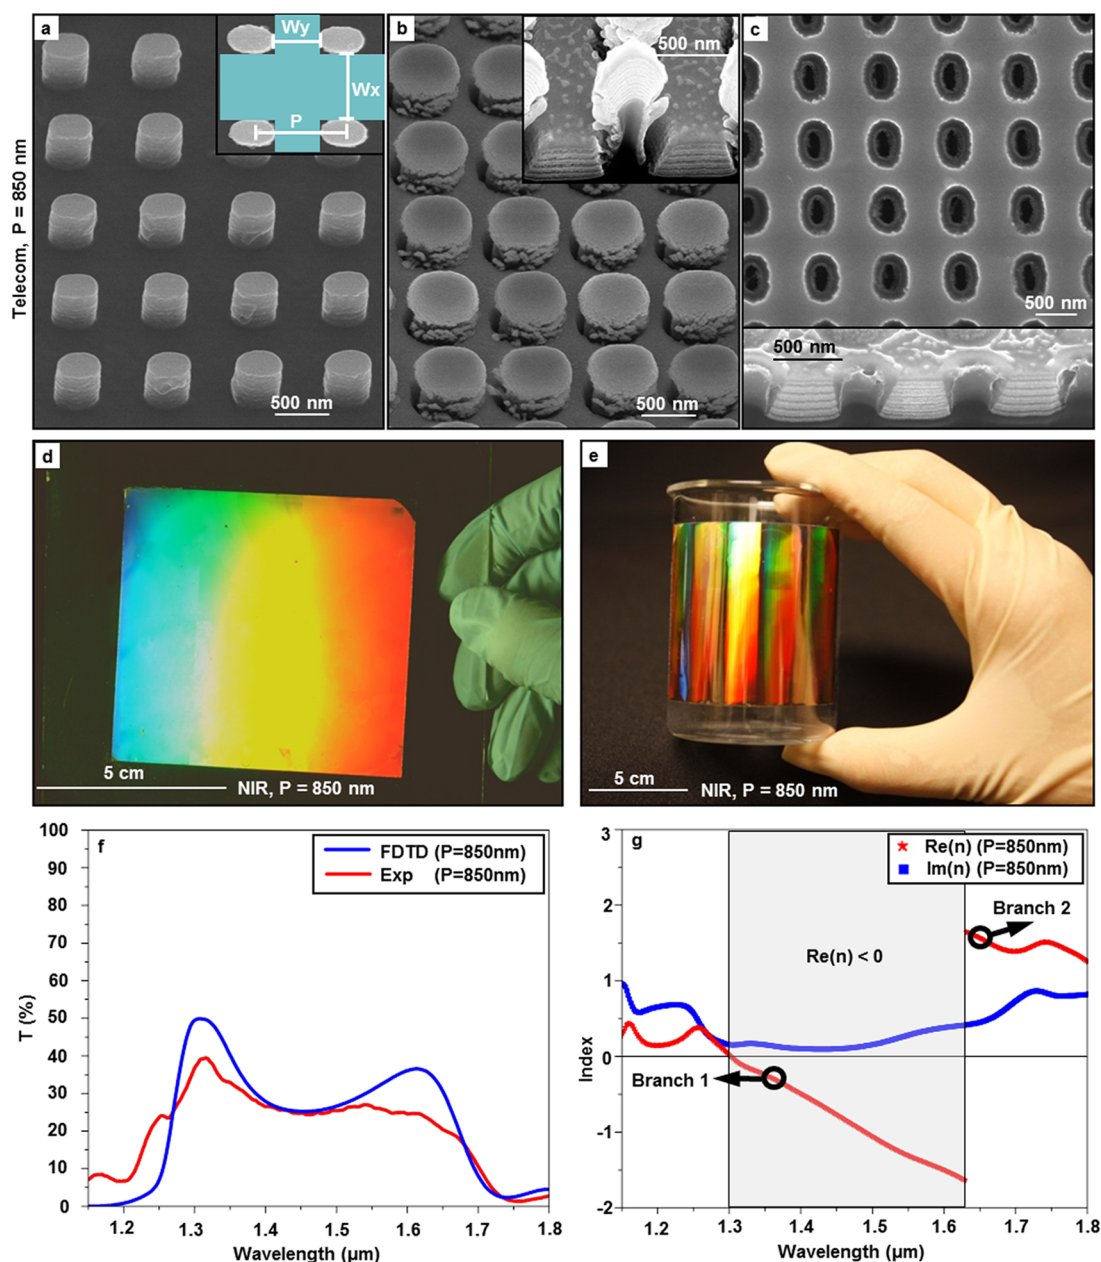 Telecom, P = 850 nm
a
Wy
Wx
P
500 nm
b
500 nm
500 nm
c
500 nm
500 nm
d
5 cm
NIR, P = 850 nm
e
5 cm
NIR, P = 850 nm
f
FDTD (P=850nm)
Exp (P=850nm)
100
90
80
70
60
50
40
30
20
10
0
T (%)
1.2 1.3 1.4 1.5 1.6 1.7 1.8
Wavelength (µm)
g
Re(n) (P=850nm)
Im(n) (P=850nm)
Branch 2
Re(n) < 0
Branch 1
3
2
1
0
-1
-2
Index
1.2 1.3 1.4 1.5 1.6 1.7 1.8
Wavelength (µm)